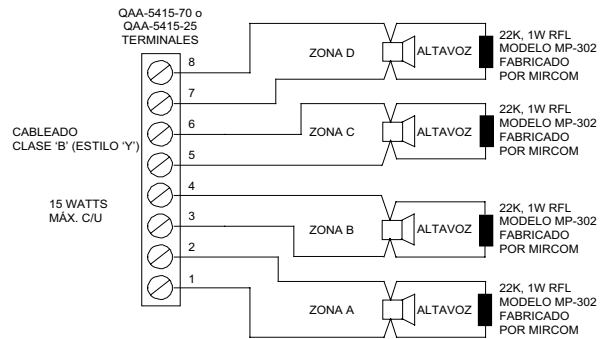 QAA-5415-70 o
QAA-5415-25
TERMINALES
8
7
6
5
4
3
2
1
CABLEADO
CLASE 'B' (ESTILO 'Y')
15 WATTS
MÁX. C/U
ZONA D
ALTAVOZ
22K, 1W RFL
MODELO MP-302
FABRICADO
POR MIRCOM
ZONA C
ALTAVOZ
22K, 1W RFL
MODELO MP-302
FABRICADO
POR MIRCOM
ZONA B
ALTAVOZ
22K, 1W RFL
MODELO MP-302
FABRICADO
POR MIRCOM
ZONA A
ALTAVOZ
22K, 1W RFL
MODELO MP-302
FABRICADO
POR MIRCOM